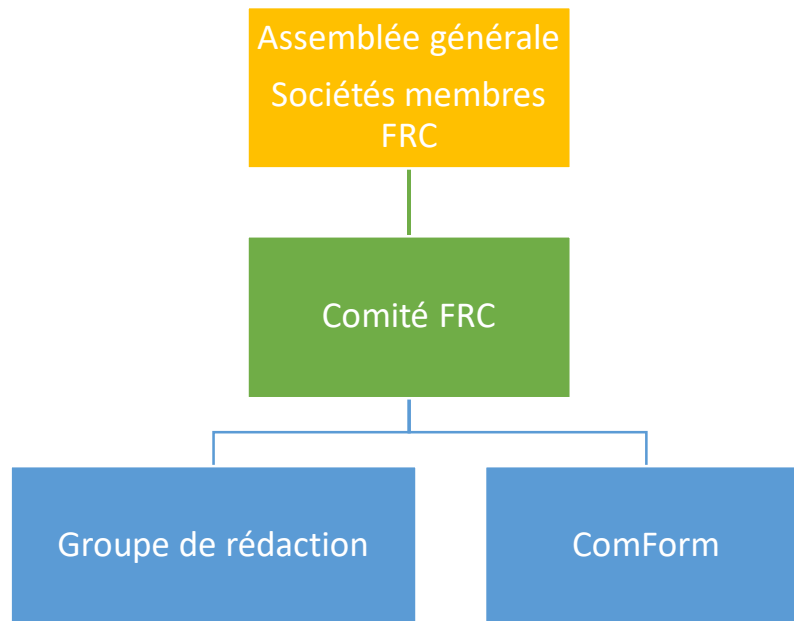 Assemblée générale
Sociétés membres
FRC
Comité FRC
Groupe de rédaction
ComForm